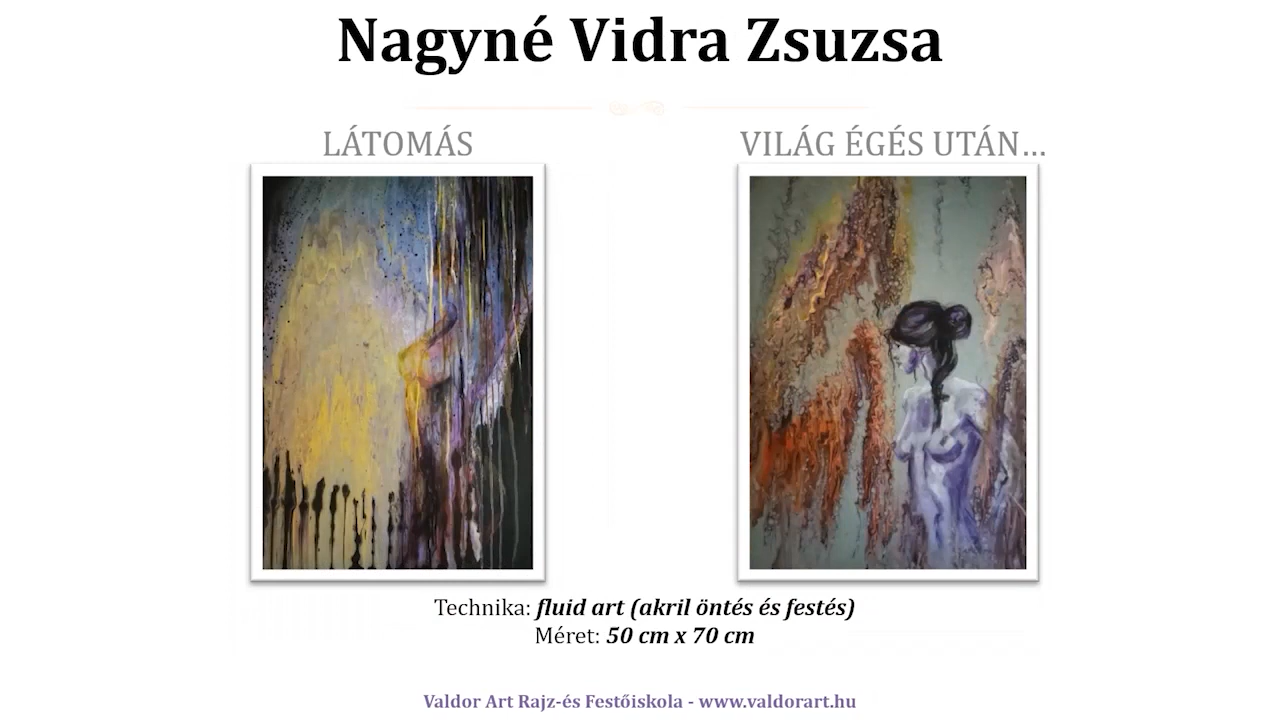 Nagyné Vidra Zsuzsa
LÁTOMÁS
VILÁG ÉGÉS UTÁN...
Technika: fluid art (akril öntés és festés)
Méret: 50 cm x 70 cm
Valdor Art Rajz-és Festőiskola - www.valdorart.hu